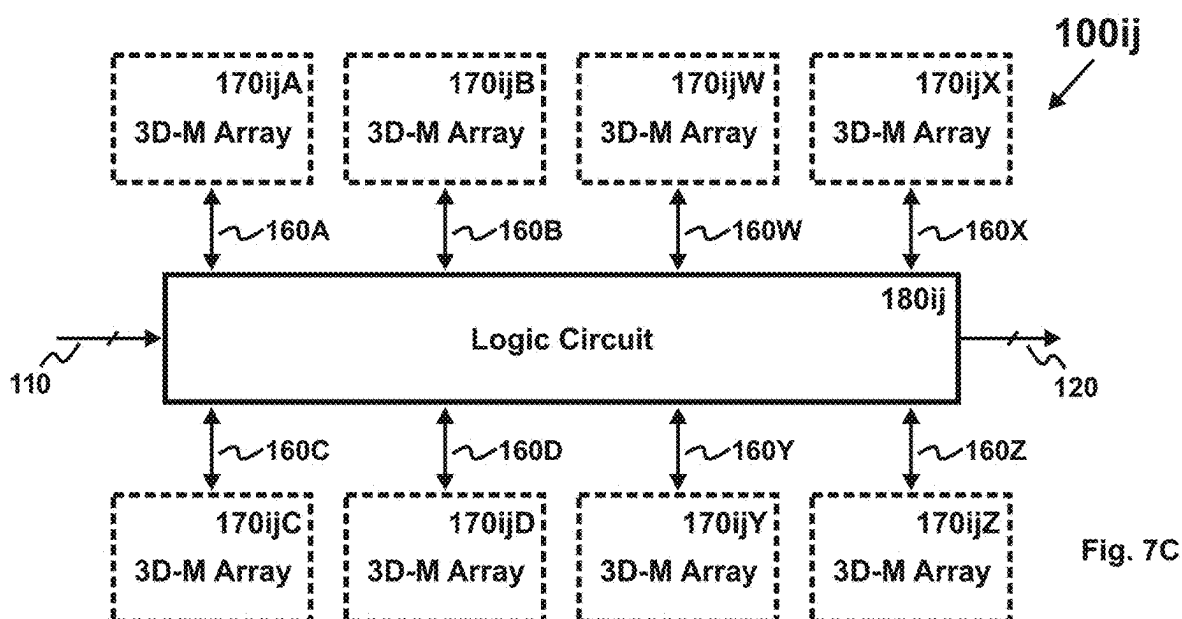 100ij
170ijA
3D-M Array
170ijB
3D-M Array
170ijW
3D-M Array
170ijX
3D-M Array
160A
160B
160W
160X
180ij
Logic Circuit
110
120
160C
160D
160Y
160Z
170ijC
3D-M Array
170ijD
3D-M Array
170ijY
3D-M Array
170ijZ
3D-M Array
Fig. 7C